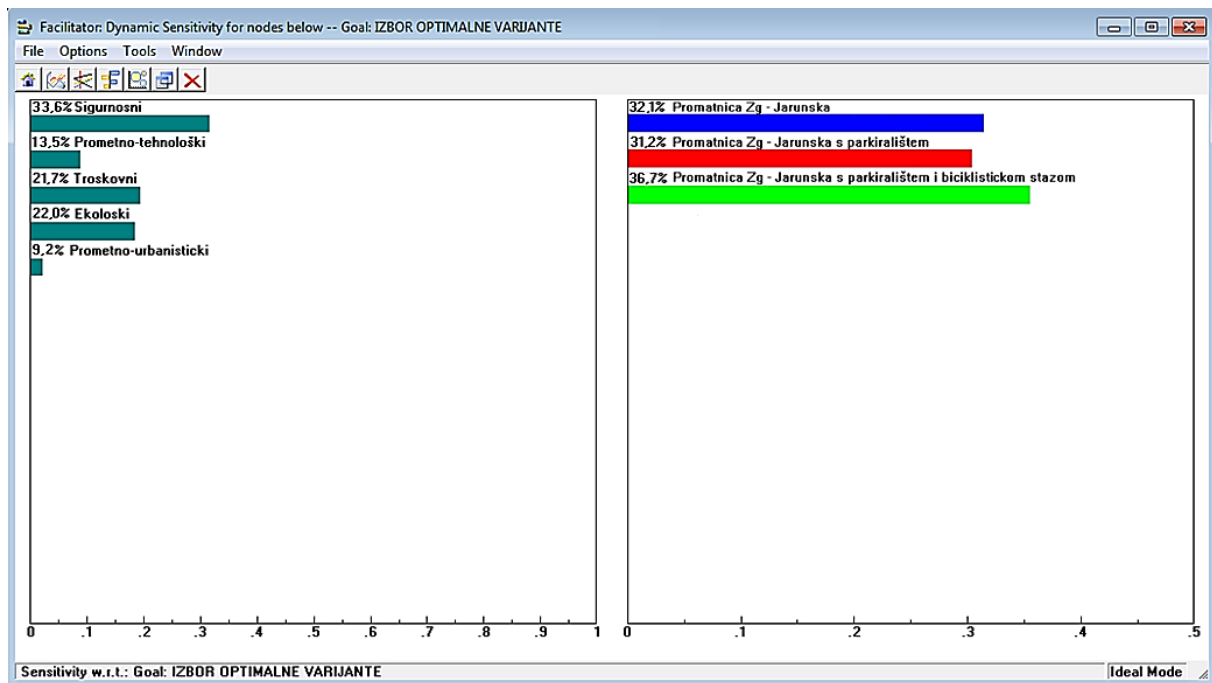 Facilitator: Dynamic Sensitivity for nodes below -- Goal: IZBOR OPTIMALNE VARIJANTE
File Options Tools Window
33,6% Sigurnosni
13,5% Prometno-tehnološki
21,7% Troskovni
22,0% Ekoloski
9,2% Prometno-urbanisticki
0 .1 .2 .3 .4 .5 .6 .7 .8 .9 1
32,1% Promatnica Zg - Jarunska
31,2% Promatnica Zg - Jarunska s parkiralištem
36,7% Promatnica Zg - Jarunska s parkiralištem i biciklistickom stazom
0 .1 .2 .3 .4 .5
Sensitivity w.r.t.: Goal: IZBOR OPTIMALNE VARIJANTE
Ideal Mode